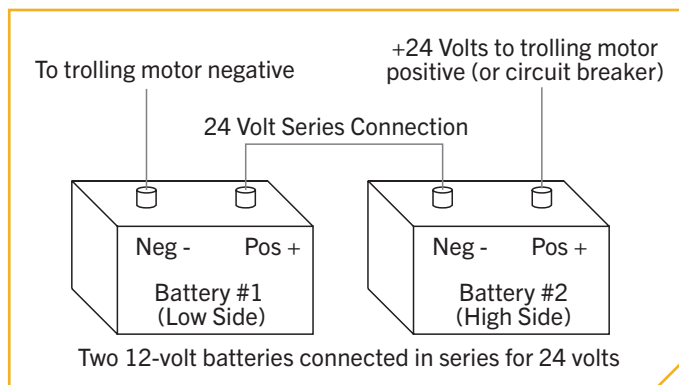 To trolling motor negative
+24 Volts to trolling motor
positive (or circuit breaker)
24 Volt Series Connection
Neg -
Pos +
Battery #1
(Low Side)
Neg -
Pos +
Battery #2
(High Side)
Two 12-volt batteries connected in series for 24 volts